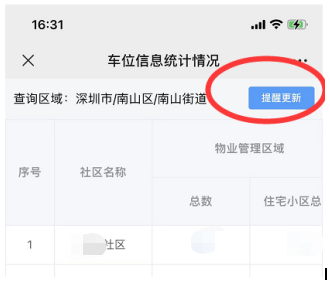 16:31
车位信息统计情况
查询区域：深圳市/南山区/南山街道
提醒更新
物业管理区域
序号
社区名称
总数
住宅小区总
1
社区